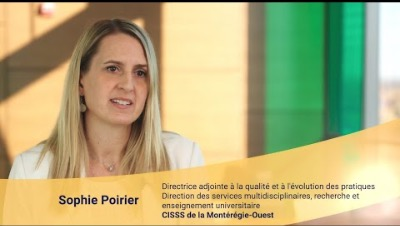 Sophie Poirier
Directrice adjointe à la qualité et à l'évolution des pratiques
Direction des services multidisciplinaires, recherche et
enseignement universitaire
CISSS de la Montérégie-Ouest